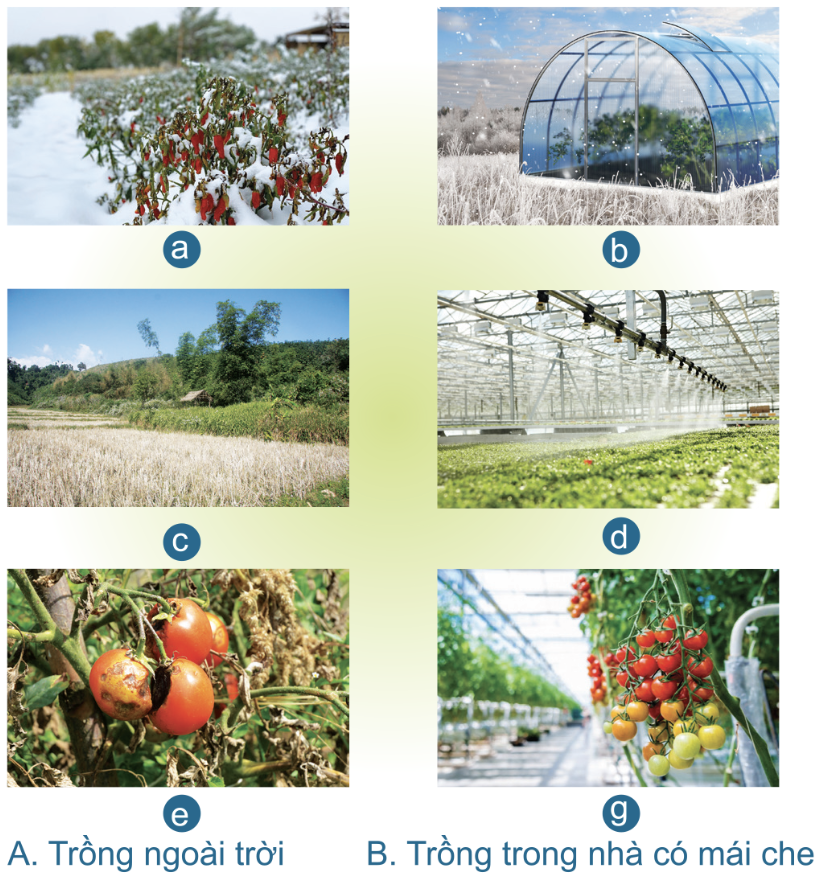 a
b
c
d
e
g
A. Trồng ngoài trời
B. Trồng trong nhà có mái che